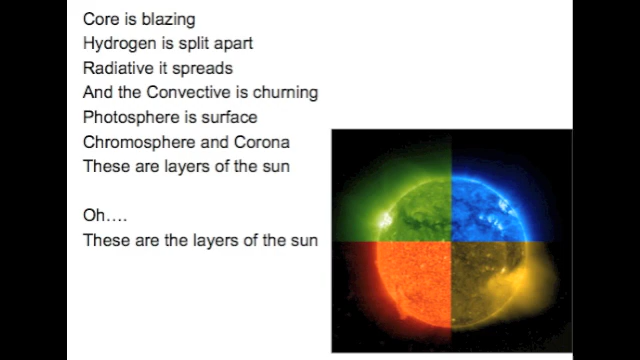 Core is blazing
Hydrogen is split apart
Radiative it spreads
And the Convective is churning
Photosphere is surface
Chromosphere and Corona
These are layers of the sun
Oh....
These are the layers of the sun